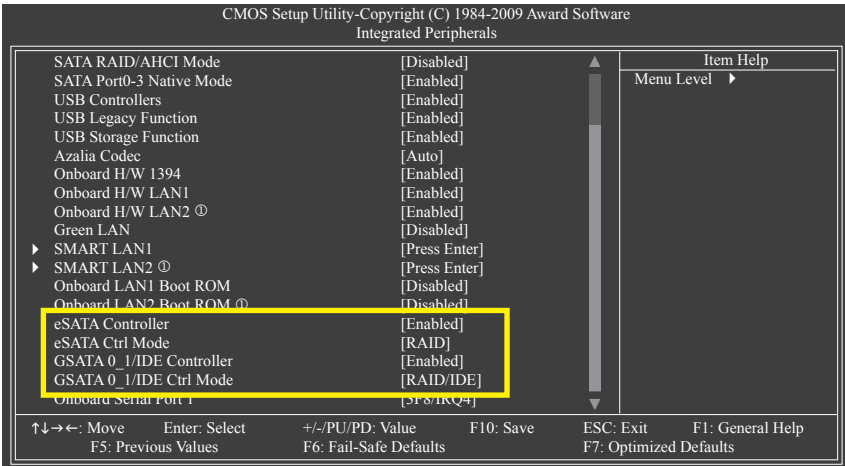 CMOS Setup Utility-Copyright (C) 1984-2009 Award Software
Integrated Peripherals
SATA RAID/AHCI Mode [Disabled]
SATA Port0-3 Native Mode [Enabled]
USB Controllers [Enabled]
USB Legacy Function [Enabled]
USB Storage Function [Enabled]
Azalia Codec [Auto]
Onboard H/W 1394 [Enabled]
Onboard H/W LAN1 [Enabled]
Onboard H/W LAN2 ① [Enabled]
Green LAN [Disabled]
SMART LAN1 [Press Enter]
SMART LAN2 ① [Press Enter]
Onboard LAN1 Boot ROM [Disabled]
Onboard LAN2 Boot ROM ① [Disabled]
eSATA Controller [Enabled]
eSATA Ctrl Mode [RAID]
GSATA 0_1/IDE Controller [Enabled]
GSATA 0_1/IDE Ctrl Mode [RAID/IDE]
Onboard Serial Port 1 [3F8/IRQ4]
Item Help
Menu Level
↑↓→←: Move Enter: Select +/-/PU/PD: Value F10: Save ESC: Exit F1: General Help
F5: Previous Values F6: Fail-Safe Defaults F7: Optimized Defaults